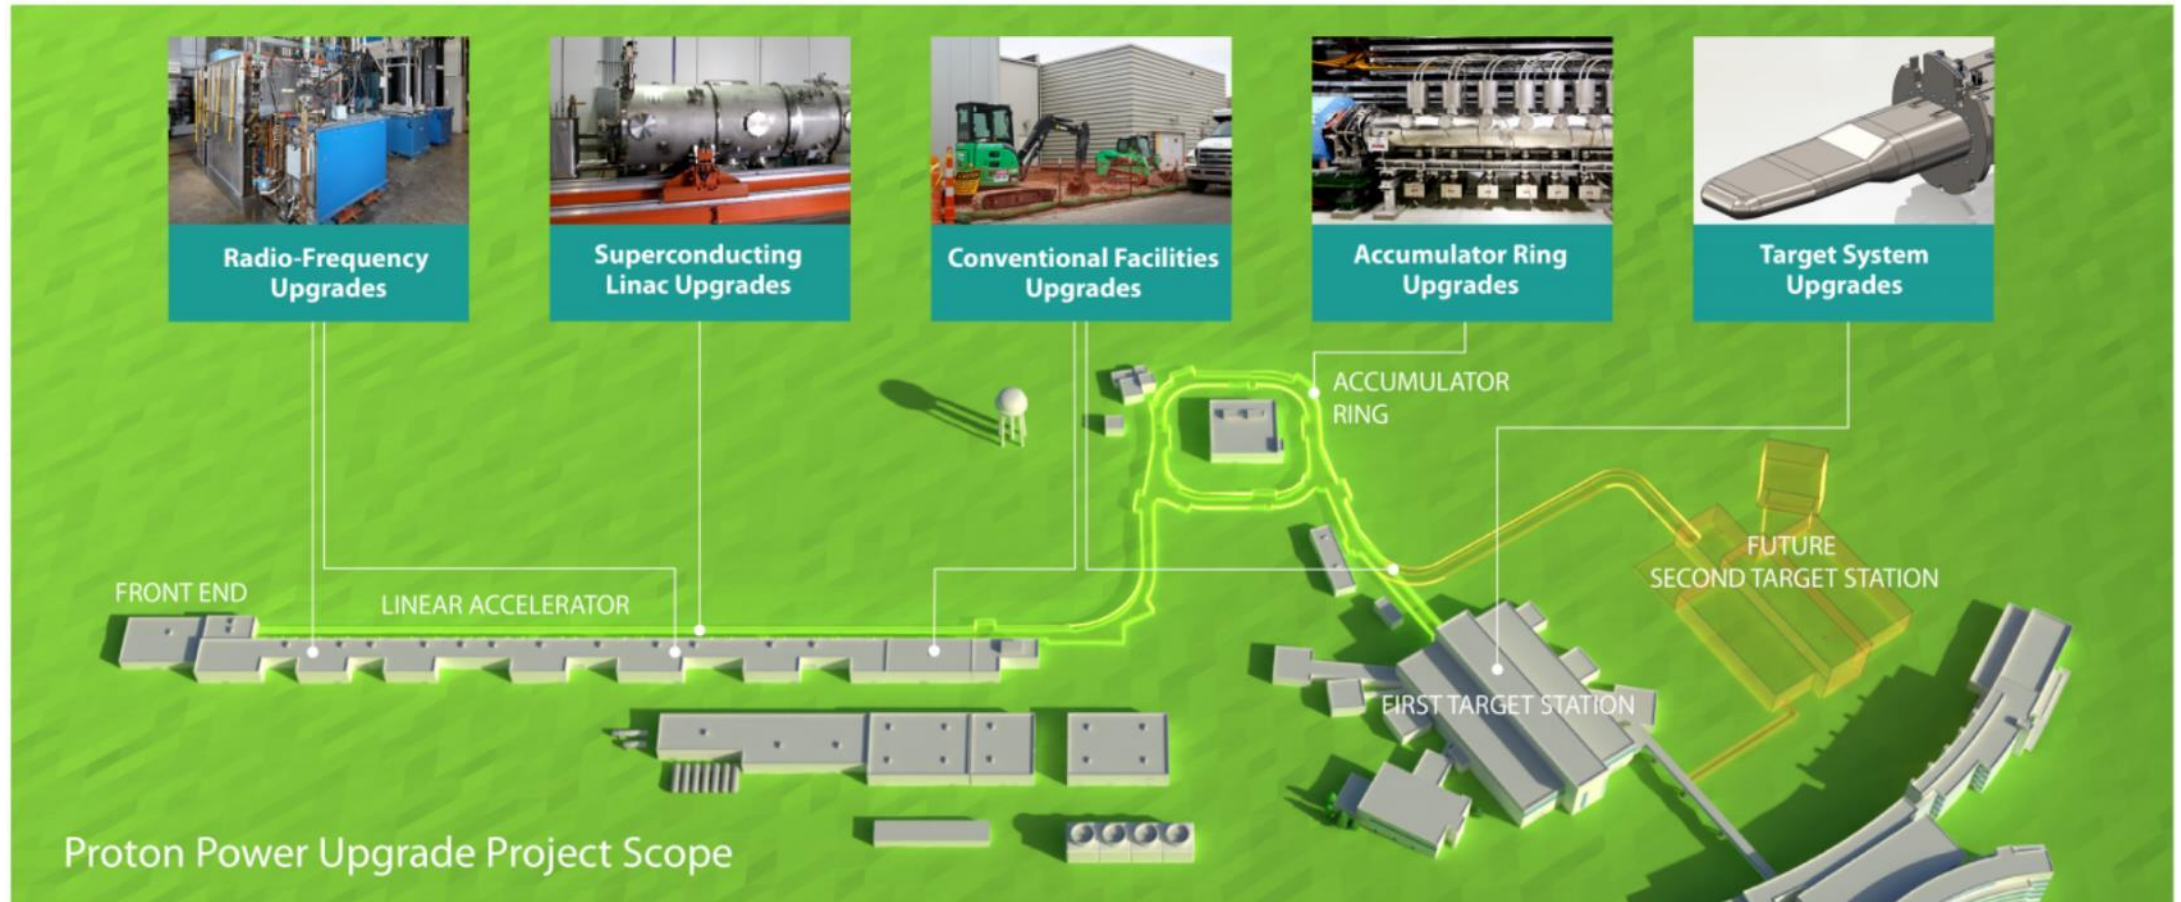 Radio-Frequency
Upgrades
Superconducting
Linac Upgrades
Conventional Facilities
Upgrades
Accumulator Ring
Upgrades
Target System
Upgrades
ACCUMULATOR
RING
FUTURE
SECOND TARGET STATION
FRONT END
LINEAR ACCELERATOR
FIRST TARGET STATION
Proton Power Upgrade Project Scope